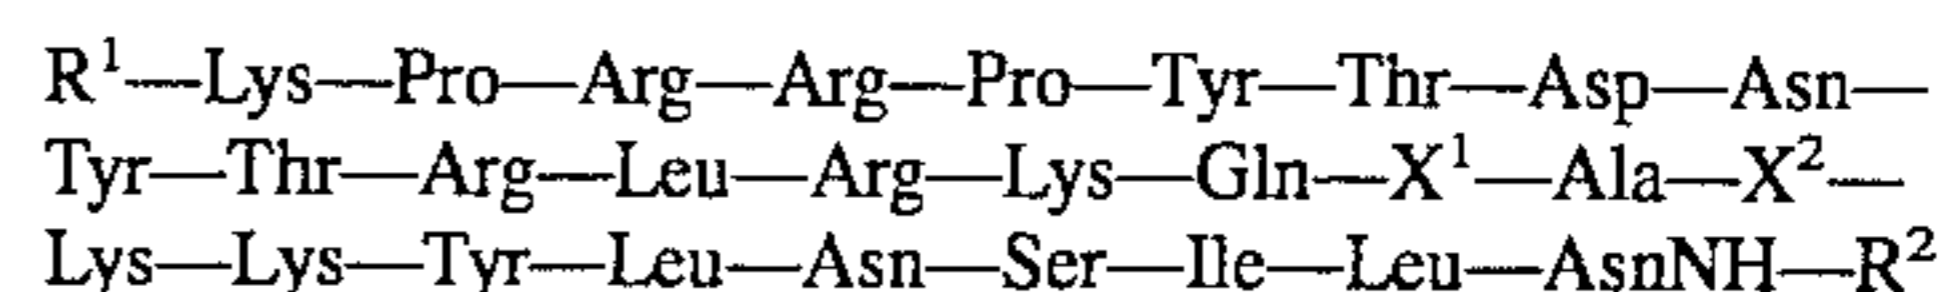 R¹—Lys—Pro—Arg—Arg—Pro—Tyr—Thr—Asp—Asn—
Tyr—Thr—Arg—Leu—Arg—Lys—Gln—X¹—Ala—X²—
Lys—Lys—Tyr—Leu—Asn—Ser—Ile—Leu—AsnNH—R²